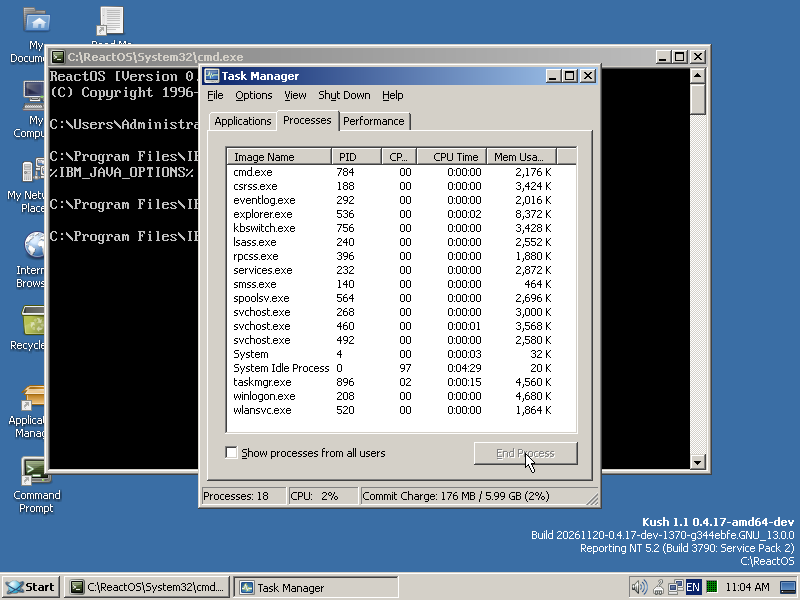 My
Docum
Read Me
My
Compu
My Net
Place
Intern
Brows
Recycle
Applica
Manag
Command
Prompt
C:\ReactOS\System32\cmd.exe
ReactOS [Version 0.
(C) Copyright 1996-
C:\Users\Administra
C:\Program Files\IB
%IBM_JAVA_OPTIONS%
C:\Program Files\IB
C:\Program Files\IB
Task Manager
File Options View Shut Down Help
Applications Processes Performance
Image Name PID CP... CPU Time Mem Usa...
cmd.exe 784 00 0:00:00 2,176 K
csrss.exe 188 00 0:00:00 3,424 K
eventlog.exe 292 00 0:00:00 2,016 K
explorer.exe 536 00 0:00:02 8,372 K
kbswitch.exe 756 00 0:00:00 3,428 K
lsass.exe 240 00 0:00:00 2,552 K
rpcss.exe 396 00 0:00:00 1,880 K
services.exe 232 00 0:00:00 2,872 K
smss.exe 140 00 0:00:00 464 K
spoolsv.exe 564 00 0:00:00 2,696 K
svchost.exe 268 00 0:00:00 3,000 K
svchost.exe 460 00 0:00:01 3,568 K
svchost.exe 492 00 0:00:00 2,580 K
System 4 00 0:00:03 32 K
System Idle Process 0 97 0:04:29 20 K
taskmgr.exe 896 02 0:00:15 4,560 K
winlogon.exe 208 00 0:00:00 4,680 K
wlansvc.exe 520 00 0:00:00 1,864 K
Show processes from all users
End Process
Processes: 18 CPU: 2% Commit Charge: 176 MB / 5.99 GB (2%)
Kush 1.1 0.4.17-amd64-dev
Build 20261120-0.4.17-dev-1370-g344ebfe.GNU_13.0.0
Reporting NT 5.2 (Build 3790: Service Pack 2)
C:\ReactOS
Start C:\ReactOS\System32\cmd.... Task Manager EN 11:04 AM